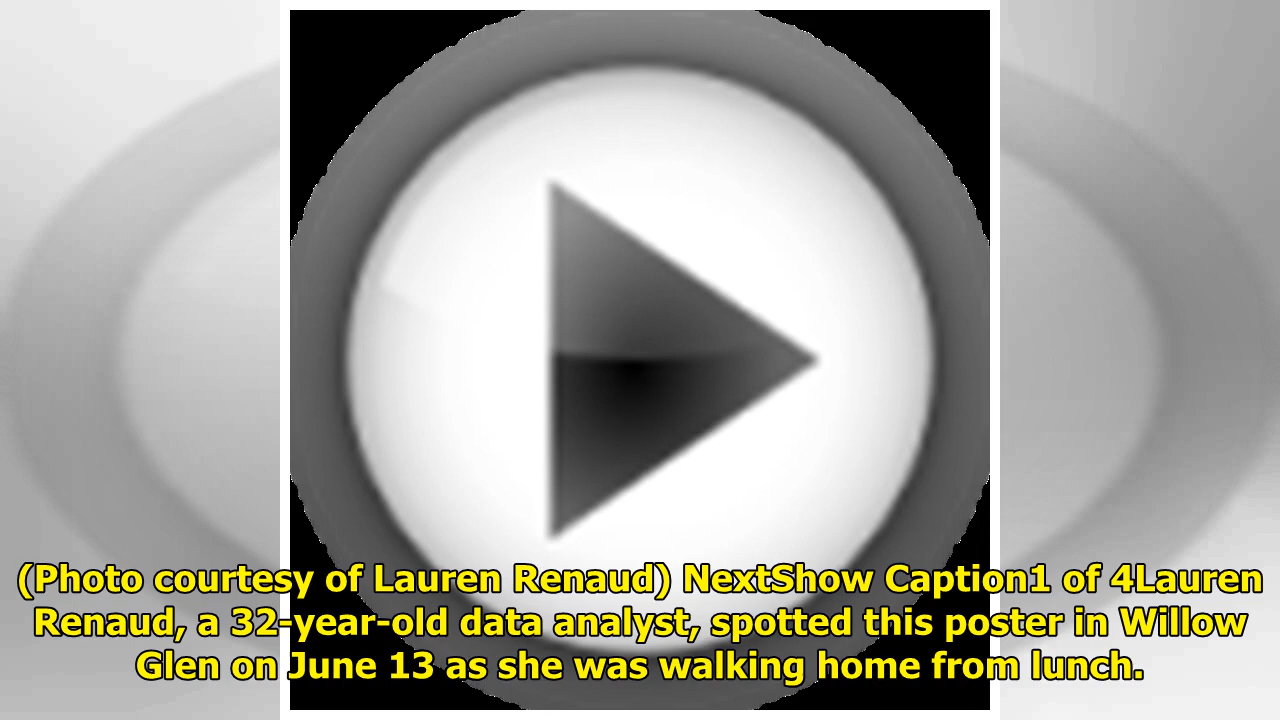 (Photo courtesy of Lauren Renaud) NextShow Caption1 of 4Lauren
Renaud, a 32-year-old data analyst, spotted this poster in Willow
Glen on June 13 as she was walking home from lunch.